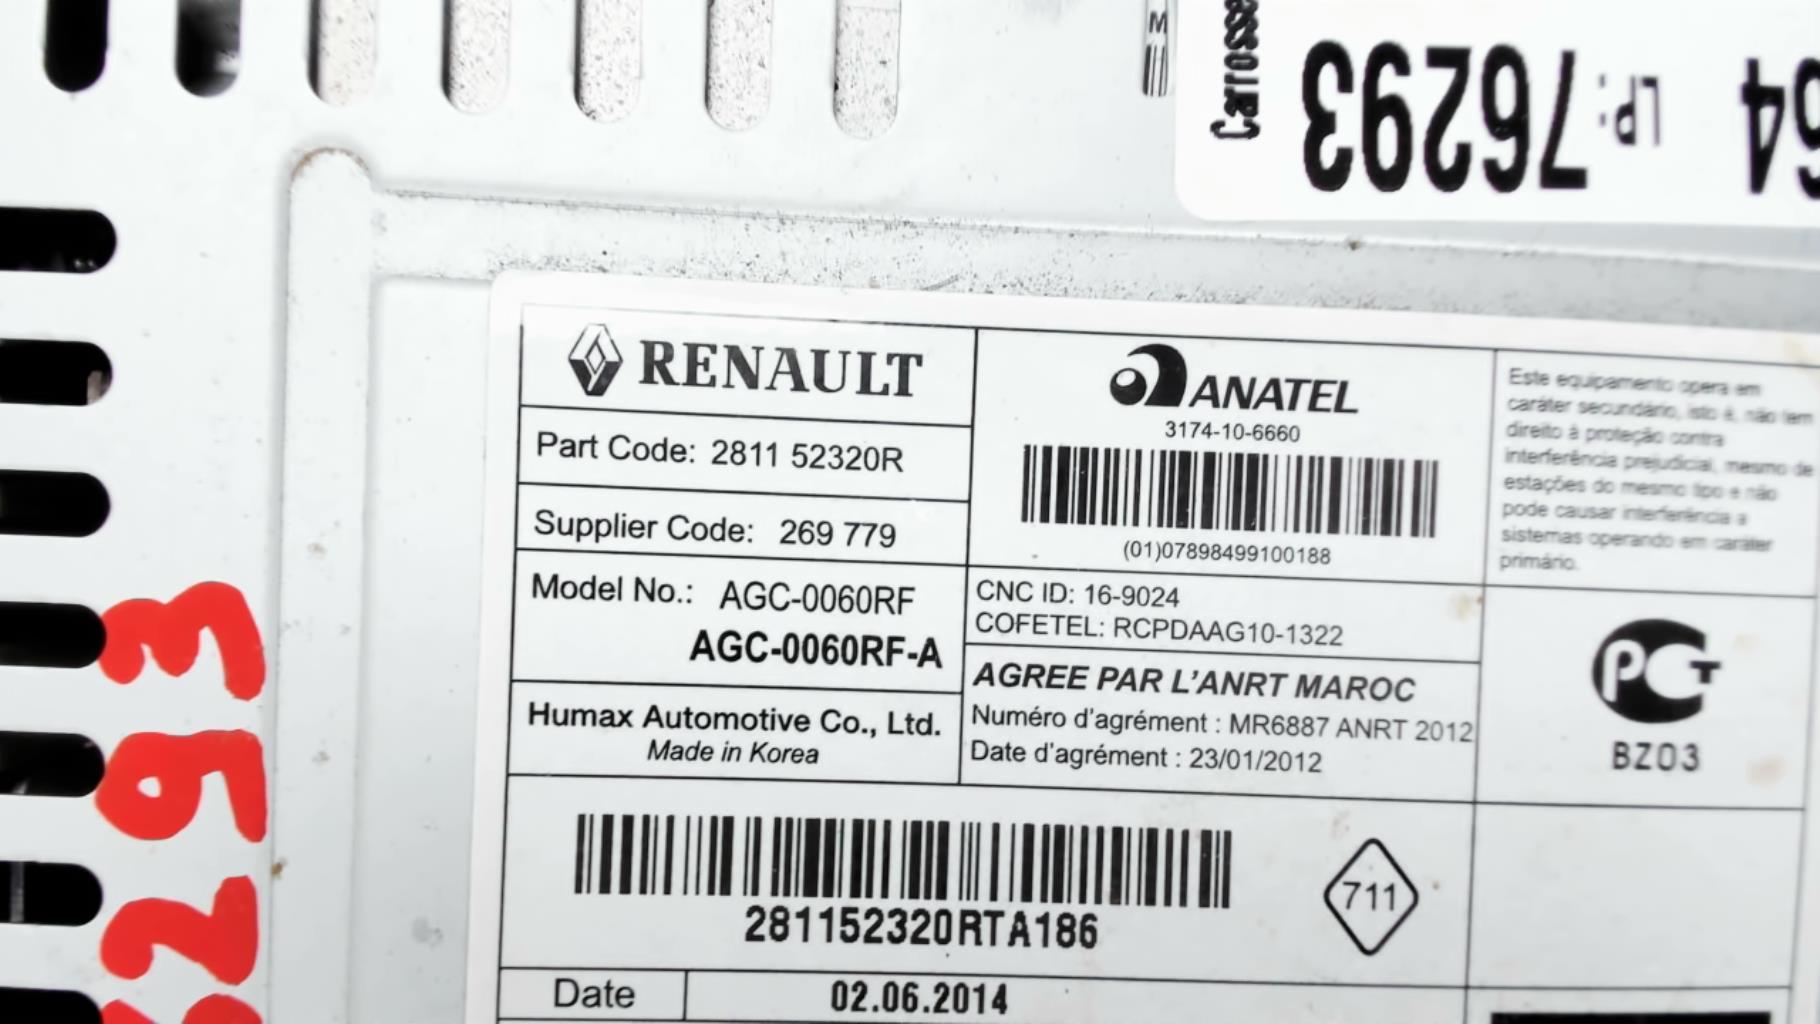 Carrosse
76293
LP:
64
M
RENAULT
Part Code: 2811 52320R
Supplier Code: 269 779
Model No.: AGC-0060RF
AGC-0060RF-A
Humax Automotive Co., Ltd.
Made in Korea
ANATEL
3174-10-6660
(01)07898499100188
CNC ID: 16-9024
COFETEL: RCPDAAG10-1322
AGREE PAR L'ANRT MAROC
Numéro d'agrément : MR6887 ANRT 2012
Date d'agrément : 23/01/2012
Este equipamento opera em
caráter secundário, isto é, não tem
direito à proteção contra
interferência prejudicial, mesmo de
estações do mesmo tipo e não
pode causar interferência a
sistemas operando em caráter
primário.
PCT
BZ03
281152320RTA186
711
Date 02.06.2014
293